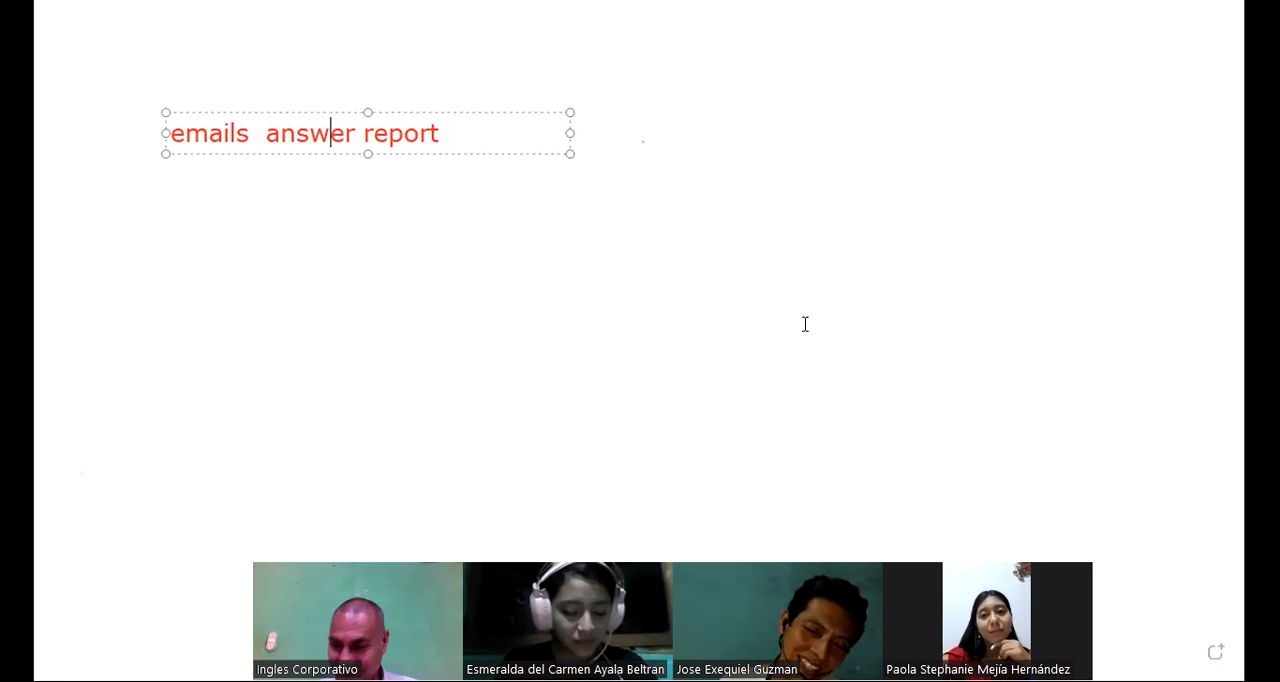 emails  answer report
Ingles Corporativo
Esmeralda del Carmen Ayala Beltran
Jose Exequiel Guzman
Paola Stephanie Mejía Hernández